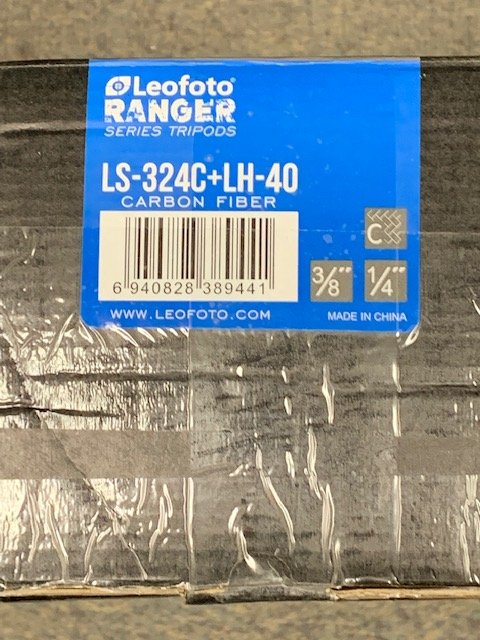 Leofoto®
RANGER
SERIES TRIPODS
LS-324C+LH-40
CARBON FIBER
C
6 940828 389441
3/8″
1/4″
WWW.LEOFOTO.COM
MADE IN CHINA